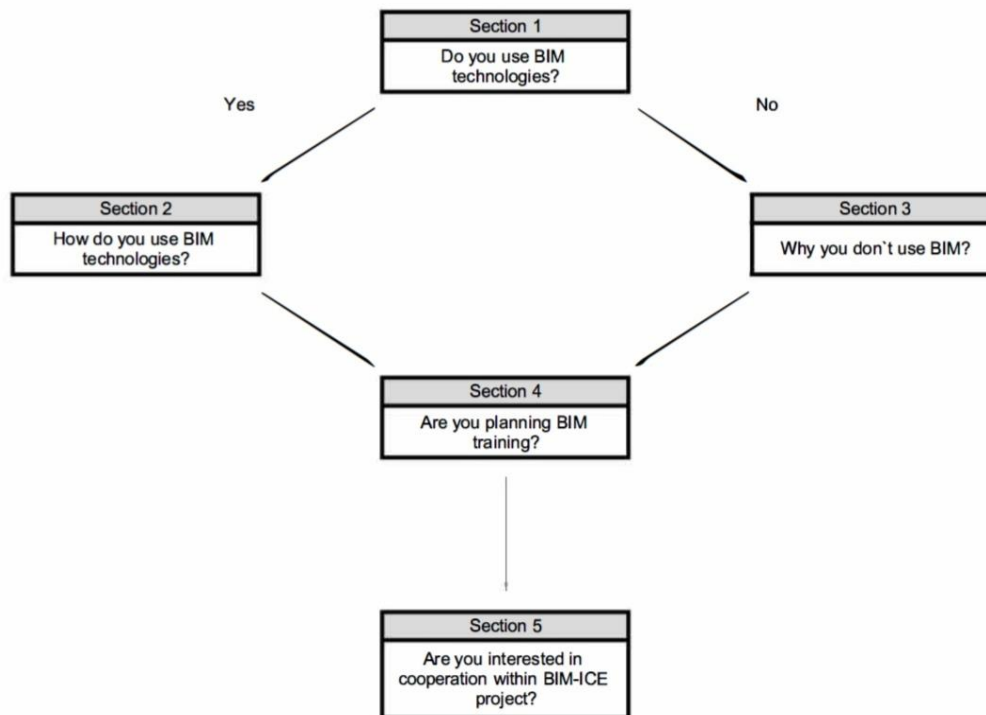 Section 1
Do you use BIM
technologies?
Yes
No
Section 2
How do you use BIM
technologies?
Section 3
Why you don`t use BIM?
Section 4
Are you planning BIM
training?
Section 5
Are you interested in
cooperation within BIM-ICE
project?